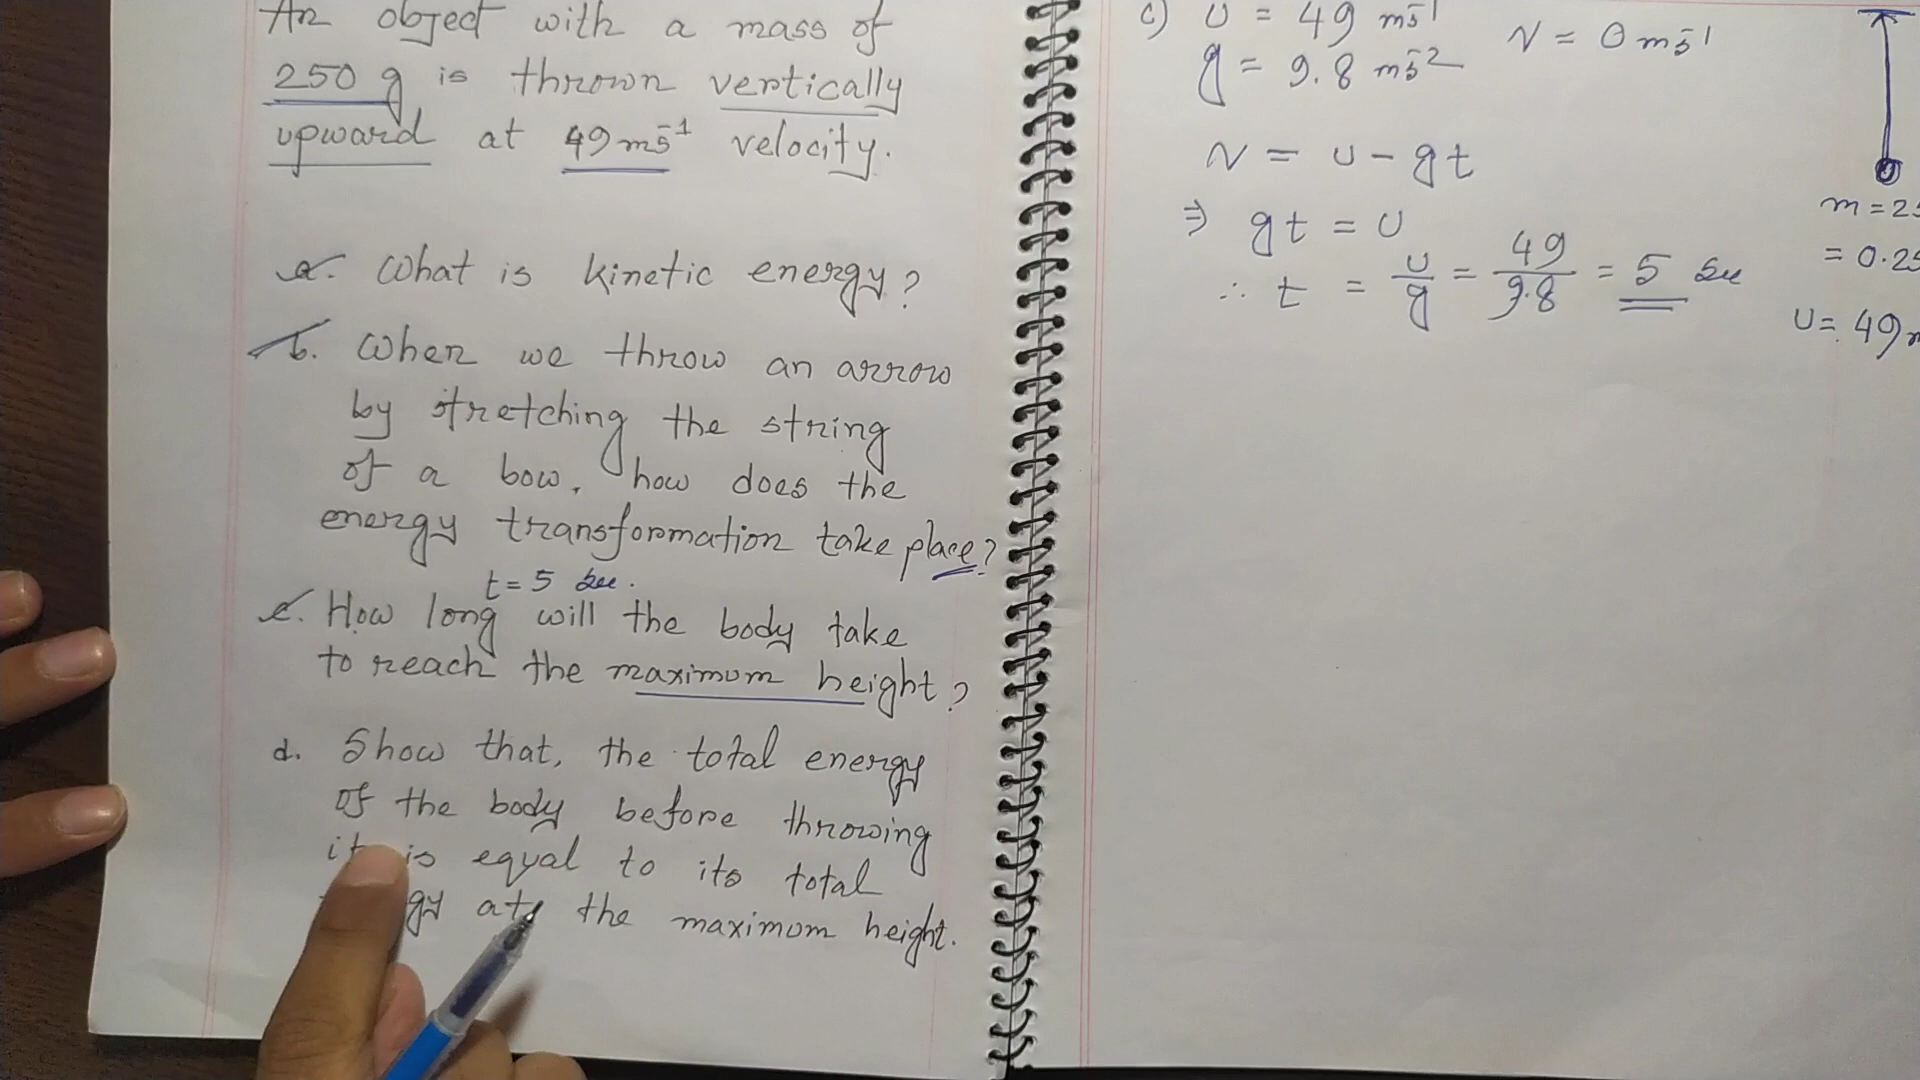 An object with a mass of
250 g is thrown vertically
upward at 49 ms⁻¹ velocity.
a. What is kinetic energy?
b. When we throw an arrow
by stretching the string
of a bow, how does the
energy transformation take place?
t = 5 sec.
c. How long will the body take
to reach the maximum height?
d. Show that, the total energy
of the body before throwing
it is equal to its total
gy at the maximum height.
c) U = 49 ms⁻¹ V = 0 ms⁻¹
g = 9.8 ms⁻²
V = U - gt
⇒ gt = U
∴ t = U/g = 49/9.8 = 5 sec
m = 25
= 0.25
U = 49 m